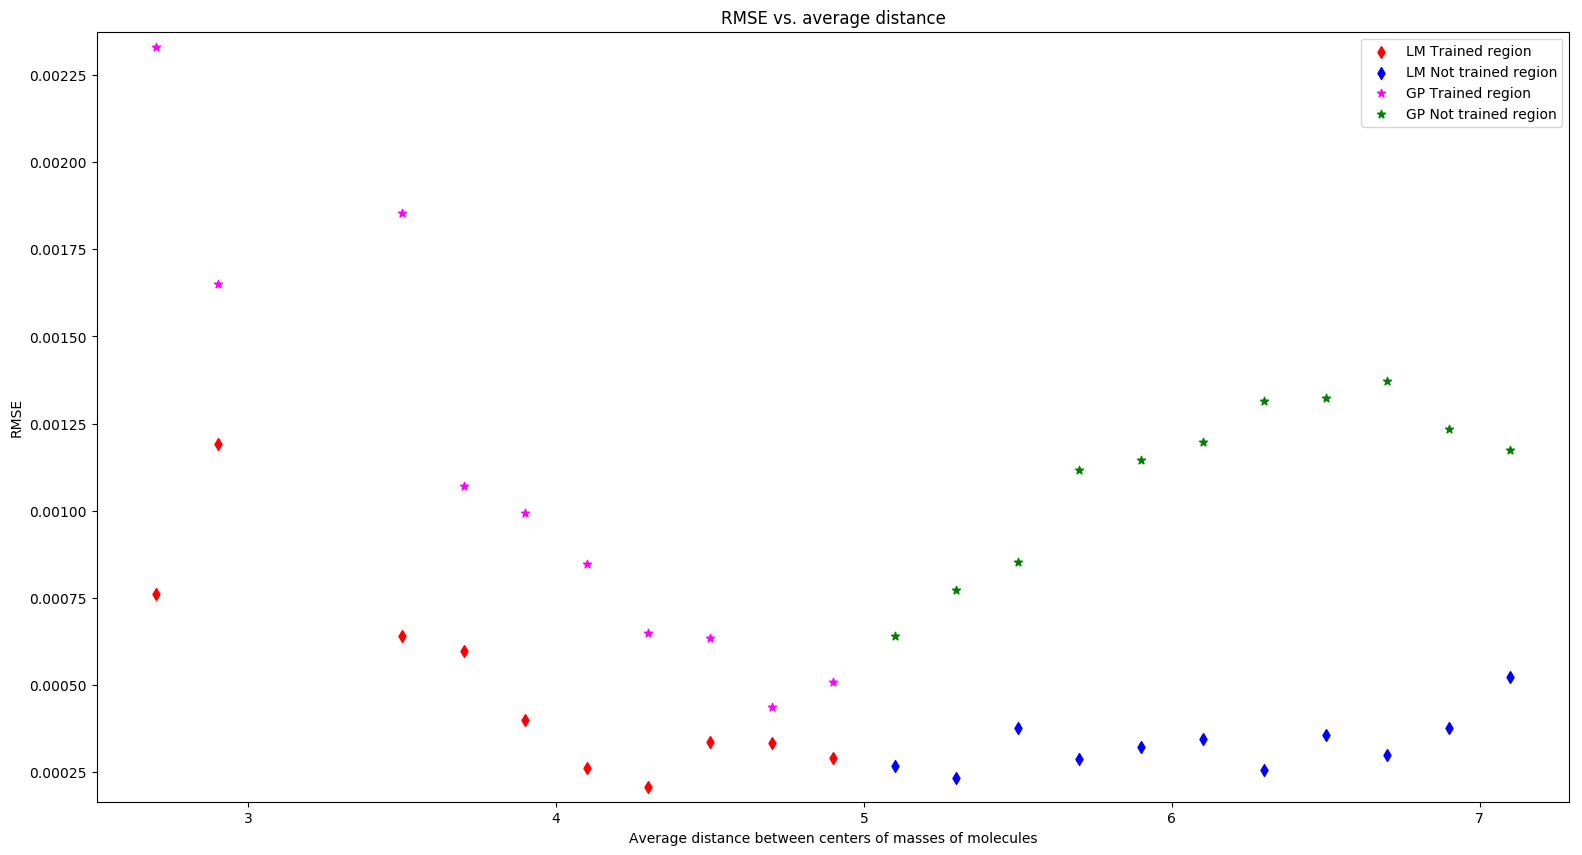 RMSE vs. average distance
LM Trained region
LM Not trained region
GP Trained region
GP Not trained region
0.00225
0.00200
0.00175
0.00150
0.00125
0.00100
0.00075
0.00050
0.00025
RMSE
3 4 5 6 7
Average distance between centers of masses of molecules